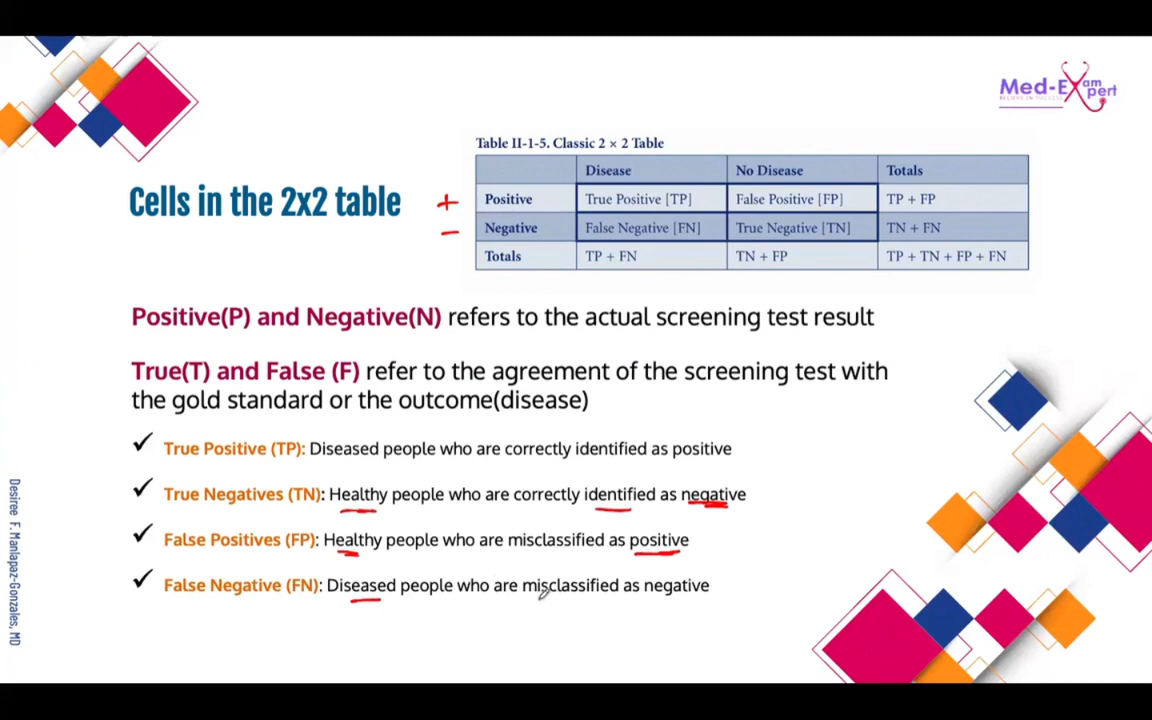 Med-Exam
pert
BELIEVE IN SUCCESS
Table II-1-5. Classic 2 × 2 Table
Disease No Disease Totals
Positive True Positive [TP] False Positive [FP] TP + FP
Negative False Negative [FN] True Negative [TN] TN + FN
Totals TP + FN TN + FP TP + TN + FP + FN
Cells in the 2x2 table
+
−
Positive(P) and Negative(N) refers to the actual screening test result
True(T) and False (F) refer to the agreement of the screening test with
the gold standard or the outcome(disease)
✓ True Positive (TP): Diseased people who are correctly identified as positive
✓ True Negatives (TN): Healthy people who are correctly identified as negative
✓ False Positives (FP): Healthy people who are misclassified as positive
✓ False Negative (FN): Diseased people who are misclassified as negative
Desiree F. Manlapaz-Gonzales, MD